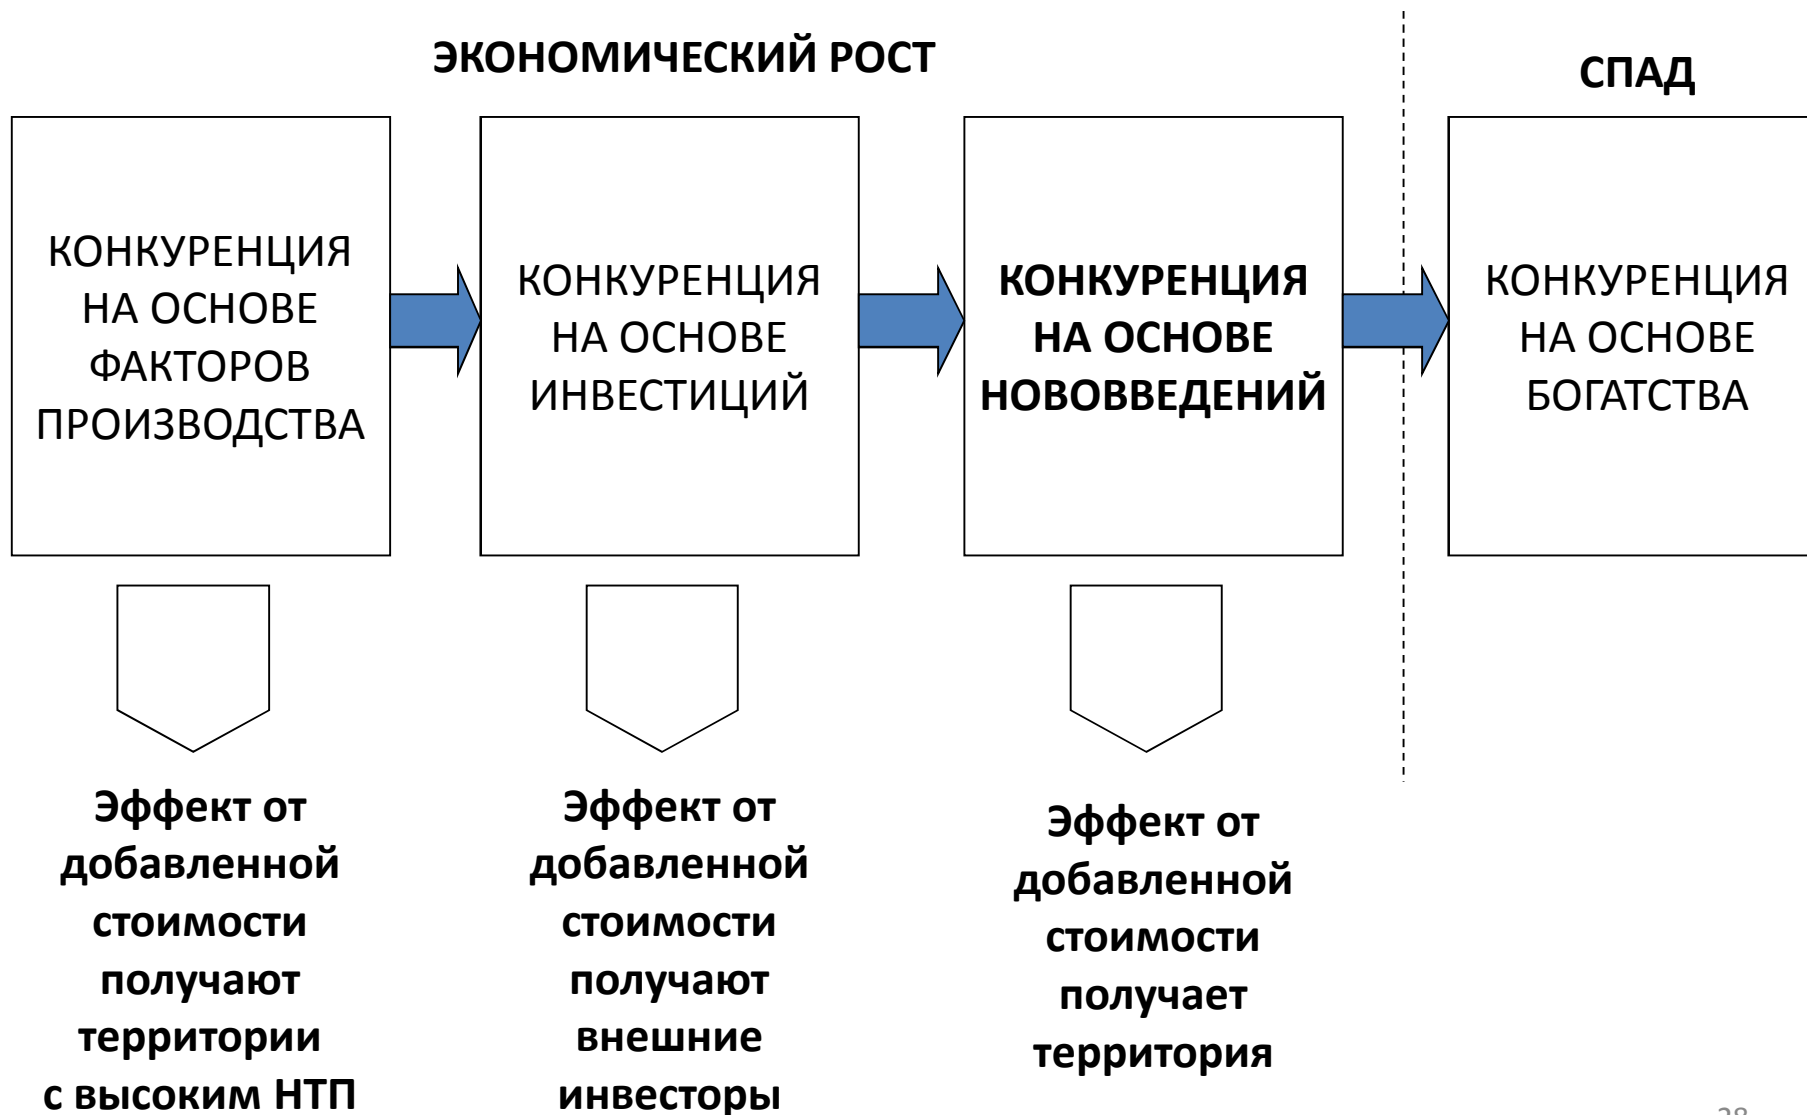 ЭКОНОМИЧЕСКИЙ РОСТ
СПАД
КОНКУРЕНЦИЯ
НА ОСНОВЕ
ФАКТОРОВ
ПРОИЗВОДСТВА
КОНКУРЕНЦИЯ
НА ОСНОВЕ
ИНВЕСТИЦИЙ
КОНКУРЕНЦИЯ
НА ОСНОВЕ
НОВОВВЕДЕНИЙ
КОНКУРЕНЦИЯ
НА ОСНОВЕ
БОГАТСТВА
Эффект от
добавленной
стоимости
получают
территории
с высоким НТП
Эффект от
добавленной
стоимости
получают
внешние
инвесторы
Эффект от
добавленной
стоимости
получает
территория
28